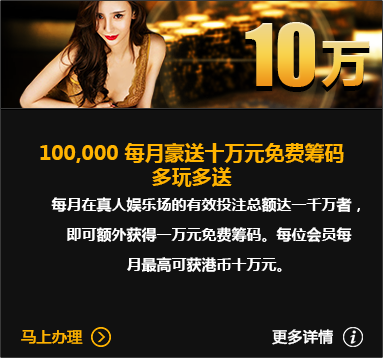 10万
100,000 每月豪送十万元免费筹码
多玩多送
每月在真人娱乐场的有效投注总额达一千万者，
即可额外获得一万元免费筹码。每位会员每
月最高可获港币十万元。
马上办理
更多详情